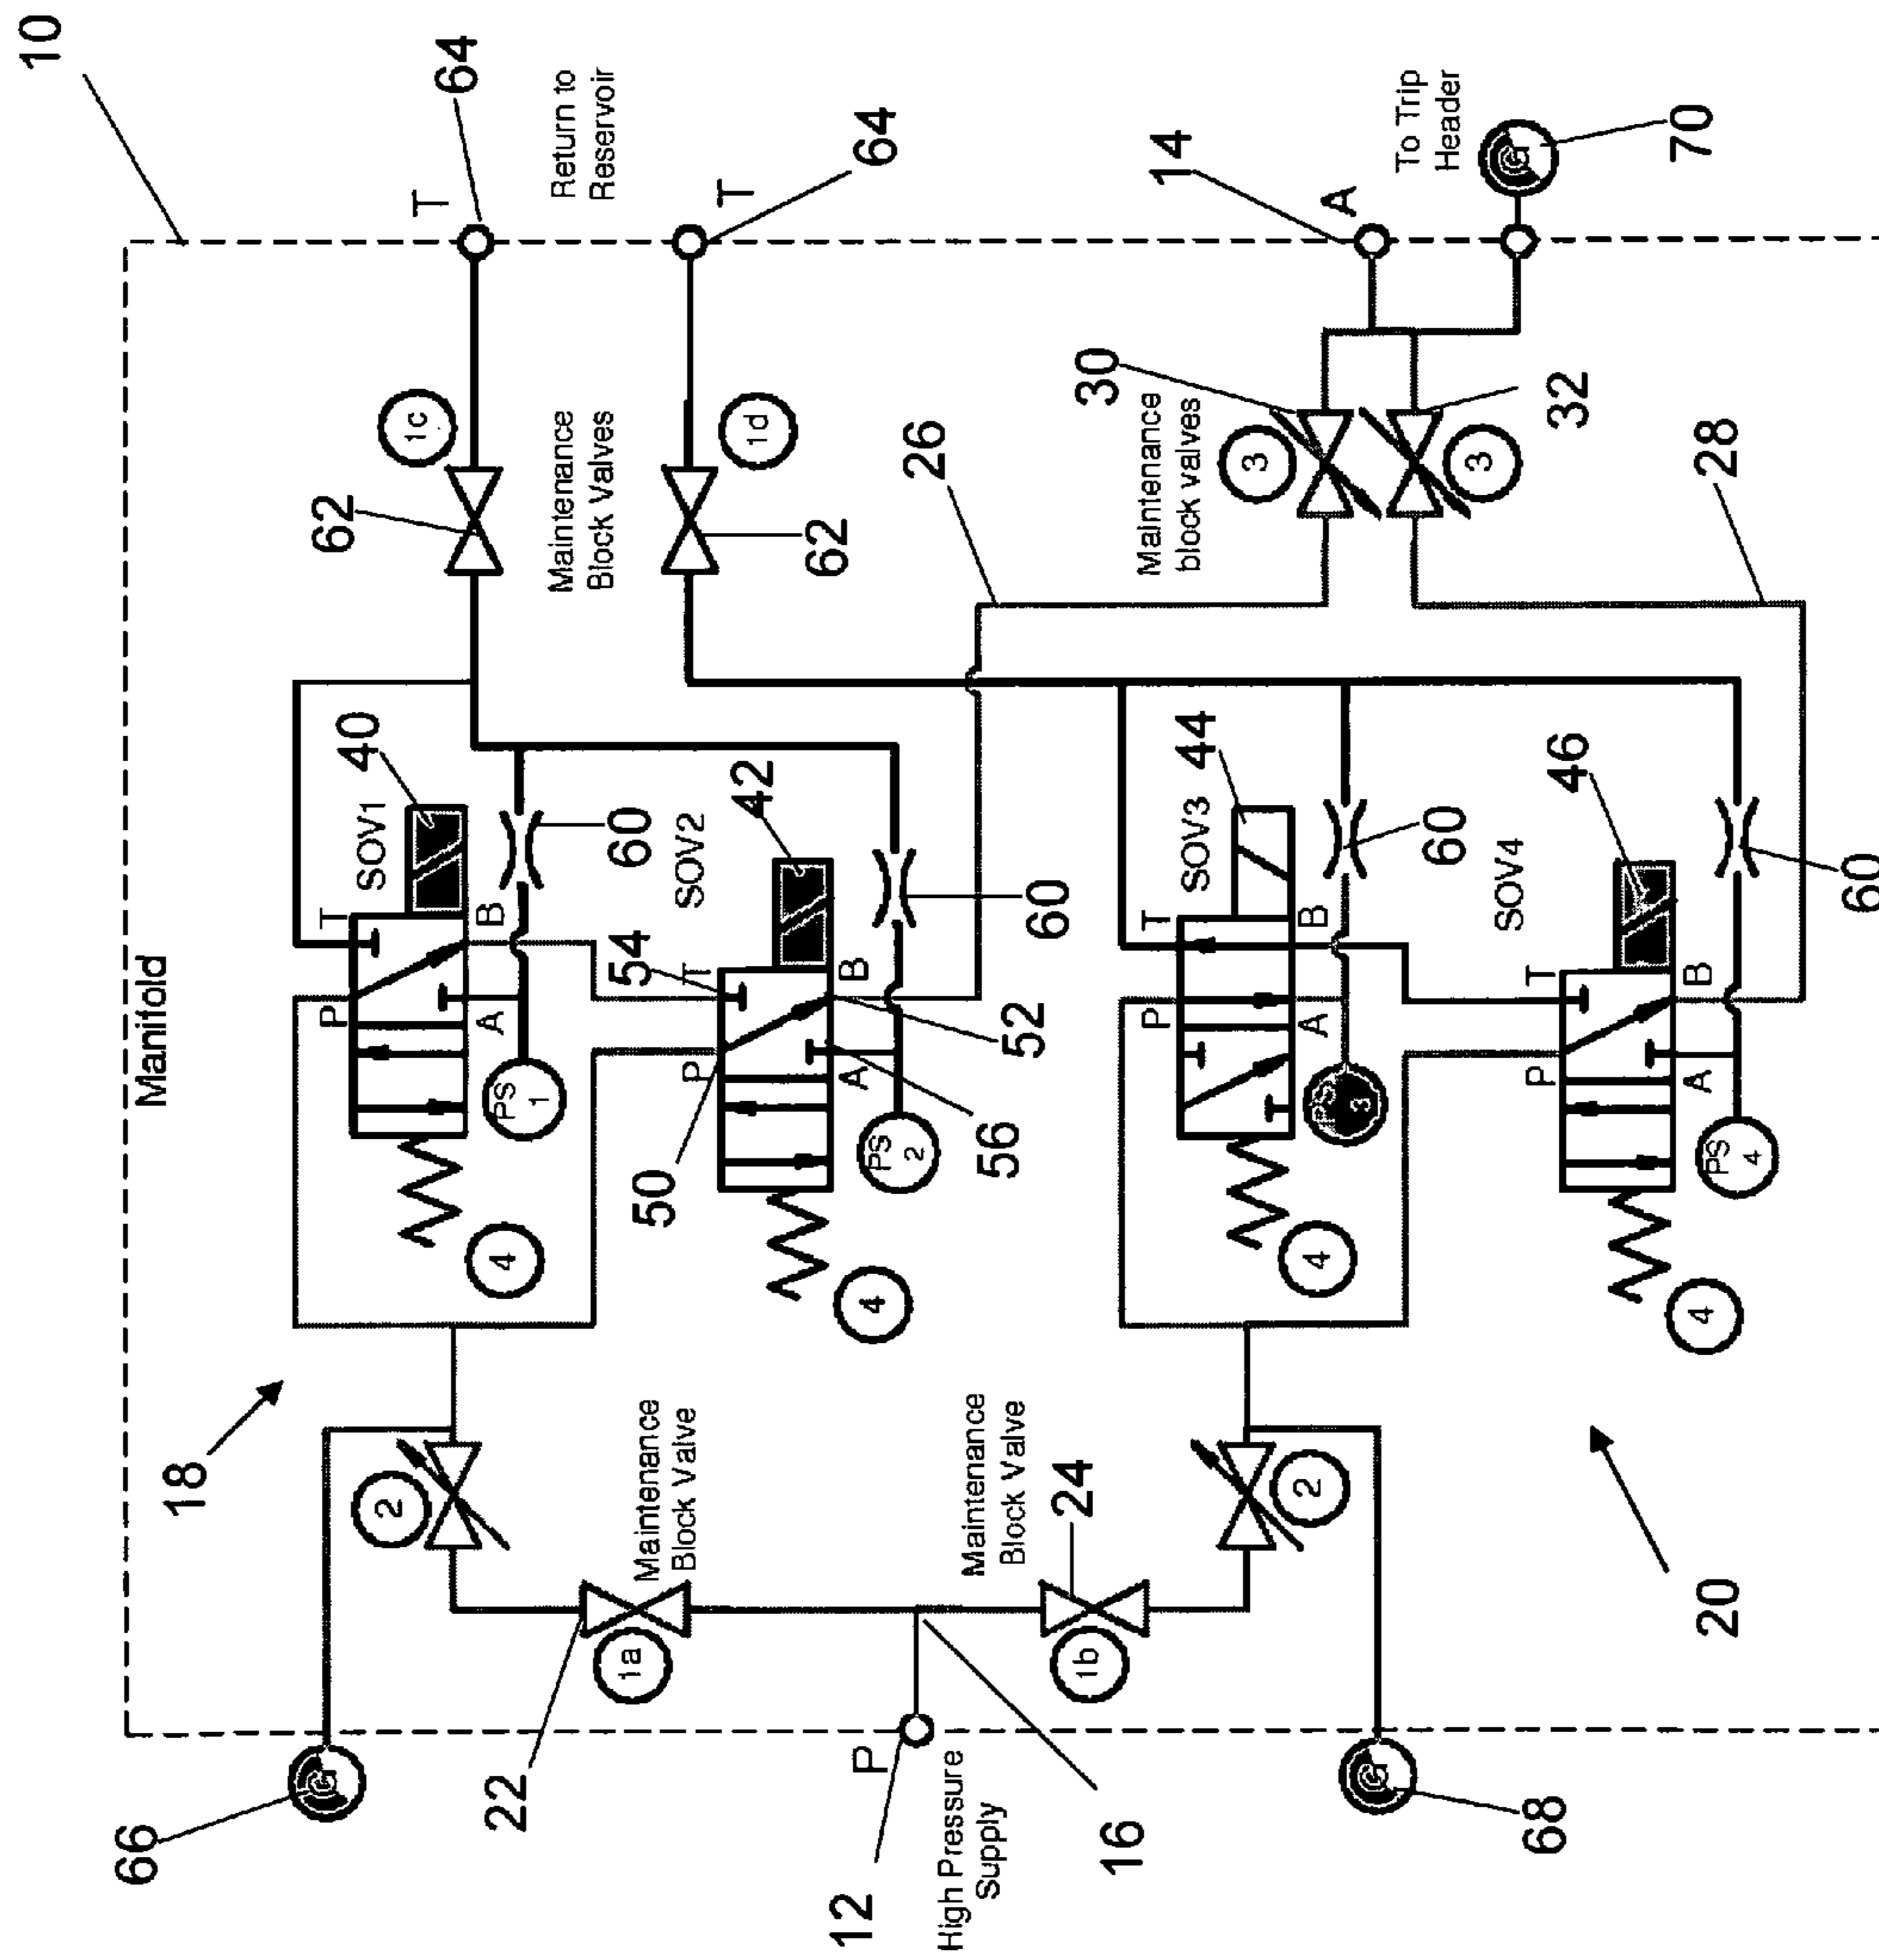 10
66
Manifold
18
G
62
P
T
SOV1
40
2
1c
T
64
22
4
A
B
PS
1
Maintenance
Block Valve
1a
Maintenance
Block Valves
Return to
Reservoir
60
54
50
P
T
SOV2
42
1d
T
64
62
12
P
4
PS
2
A
B
High Pressure
Supply
Maintenance
Block Valve
56
52
60
26
24
1b
16
30
Maintenance
block valves
P
T
SOV3
44
14
A
3
2
4
A
B
PS
3
60
To Trip
Header
G
68
P
T
SOV4
46
3
32
G
20
4
A
B
PS
4
28
70
60